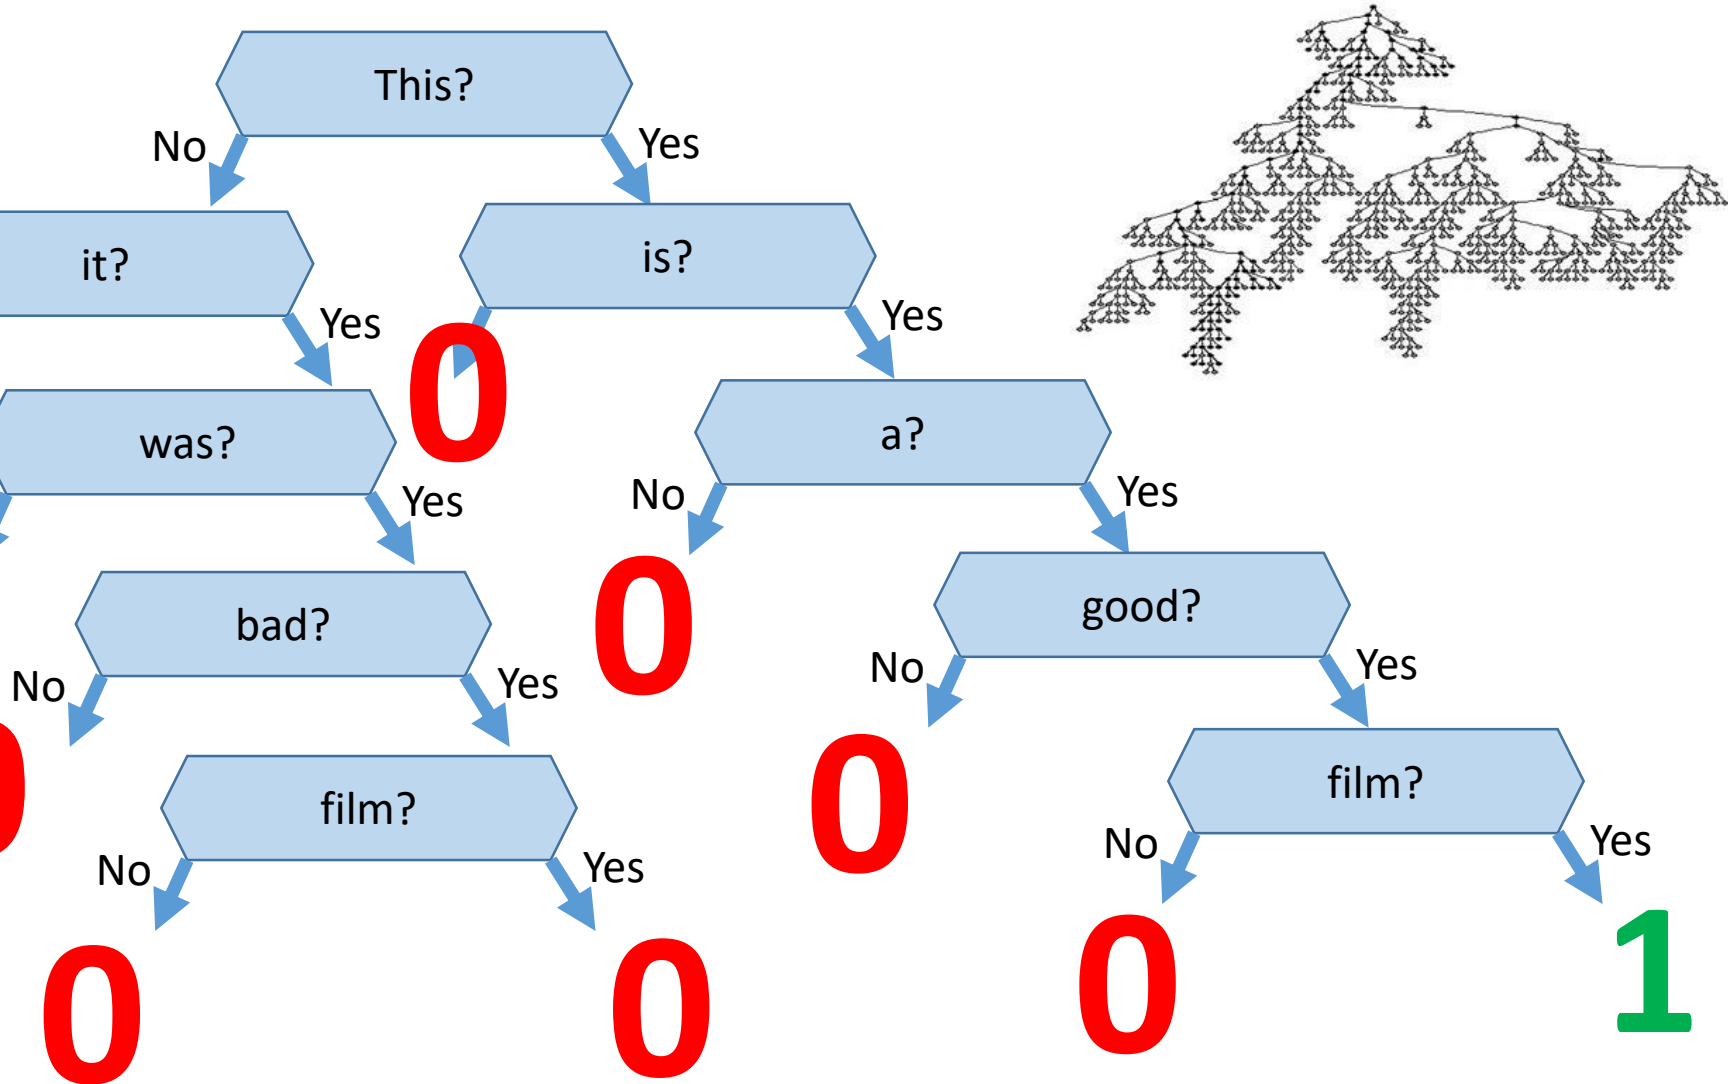 This?
No
Yes
it?
is?
Yes
Yes
0
was?
a?
Yes
No
Yes
0
bad?
good?
No
Yes
No
Yes
0
0
film?
film?
No
Yes
No
Yes
0
0
0
1